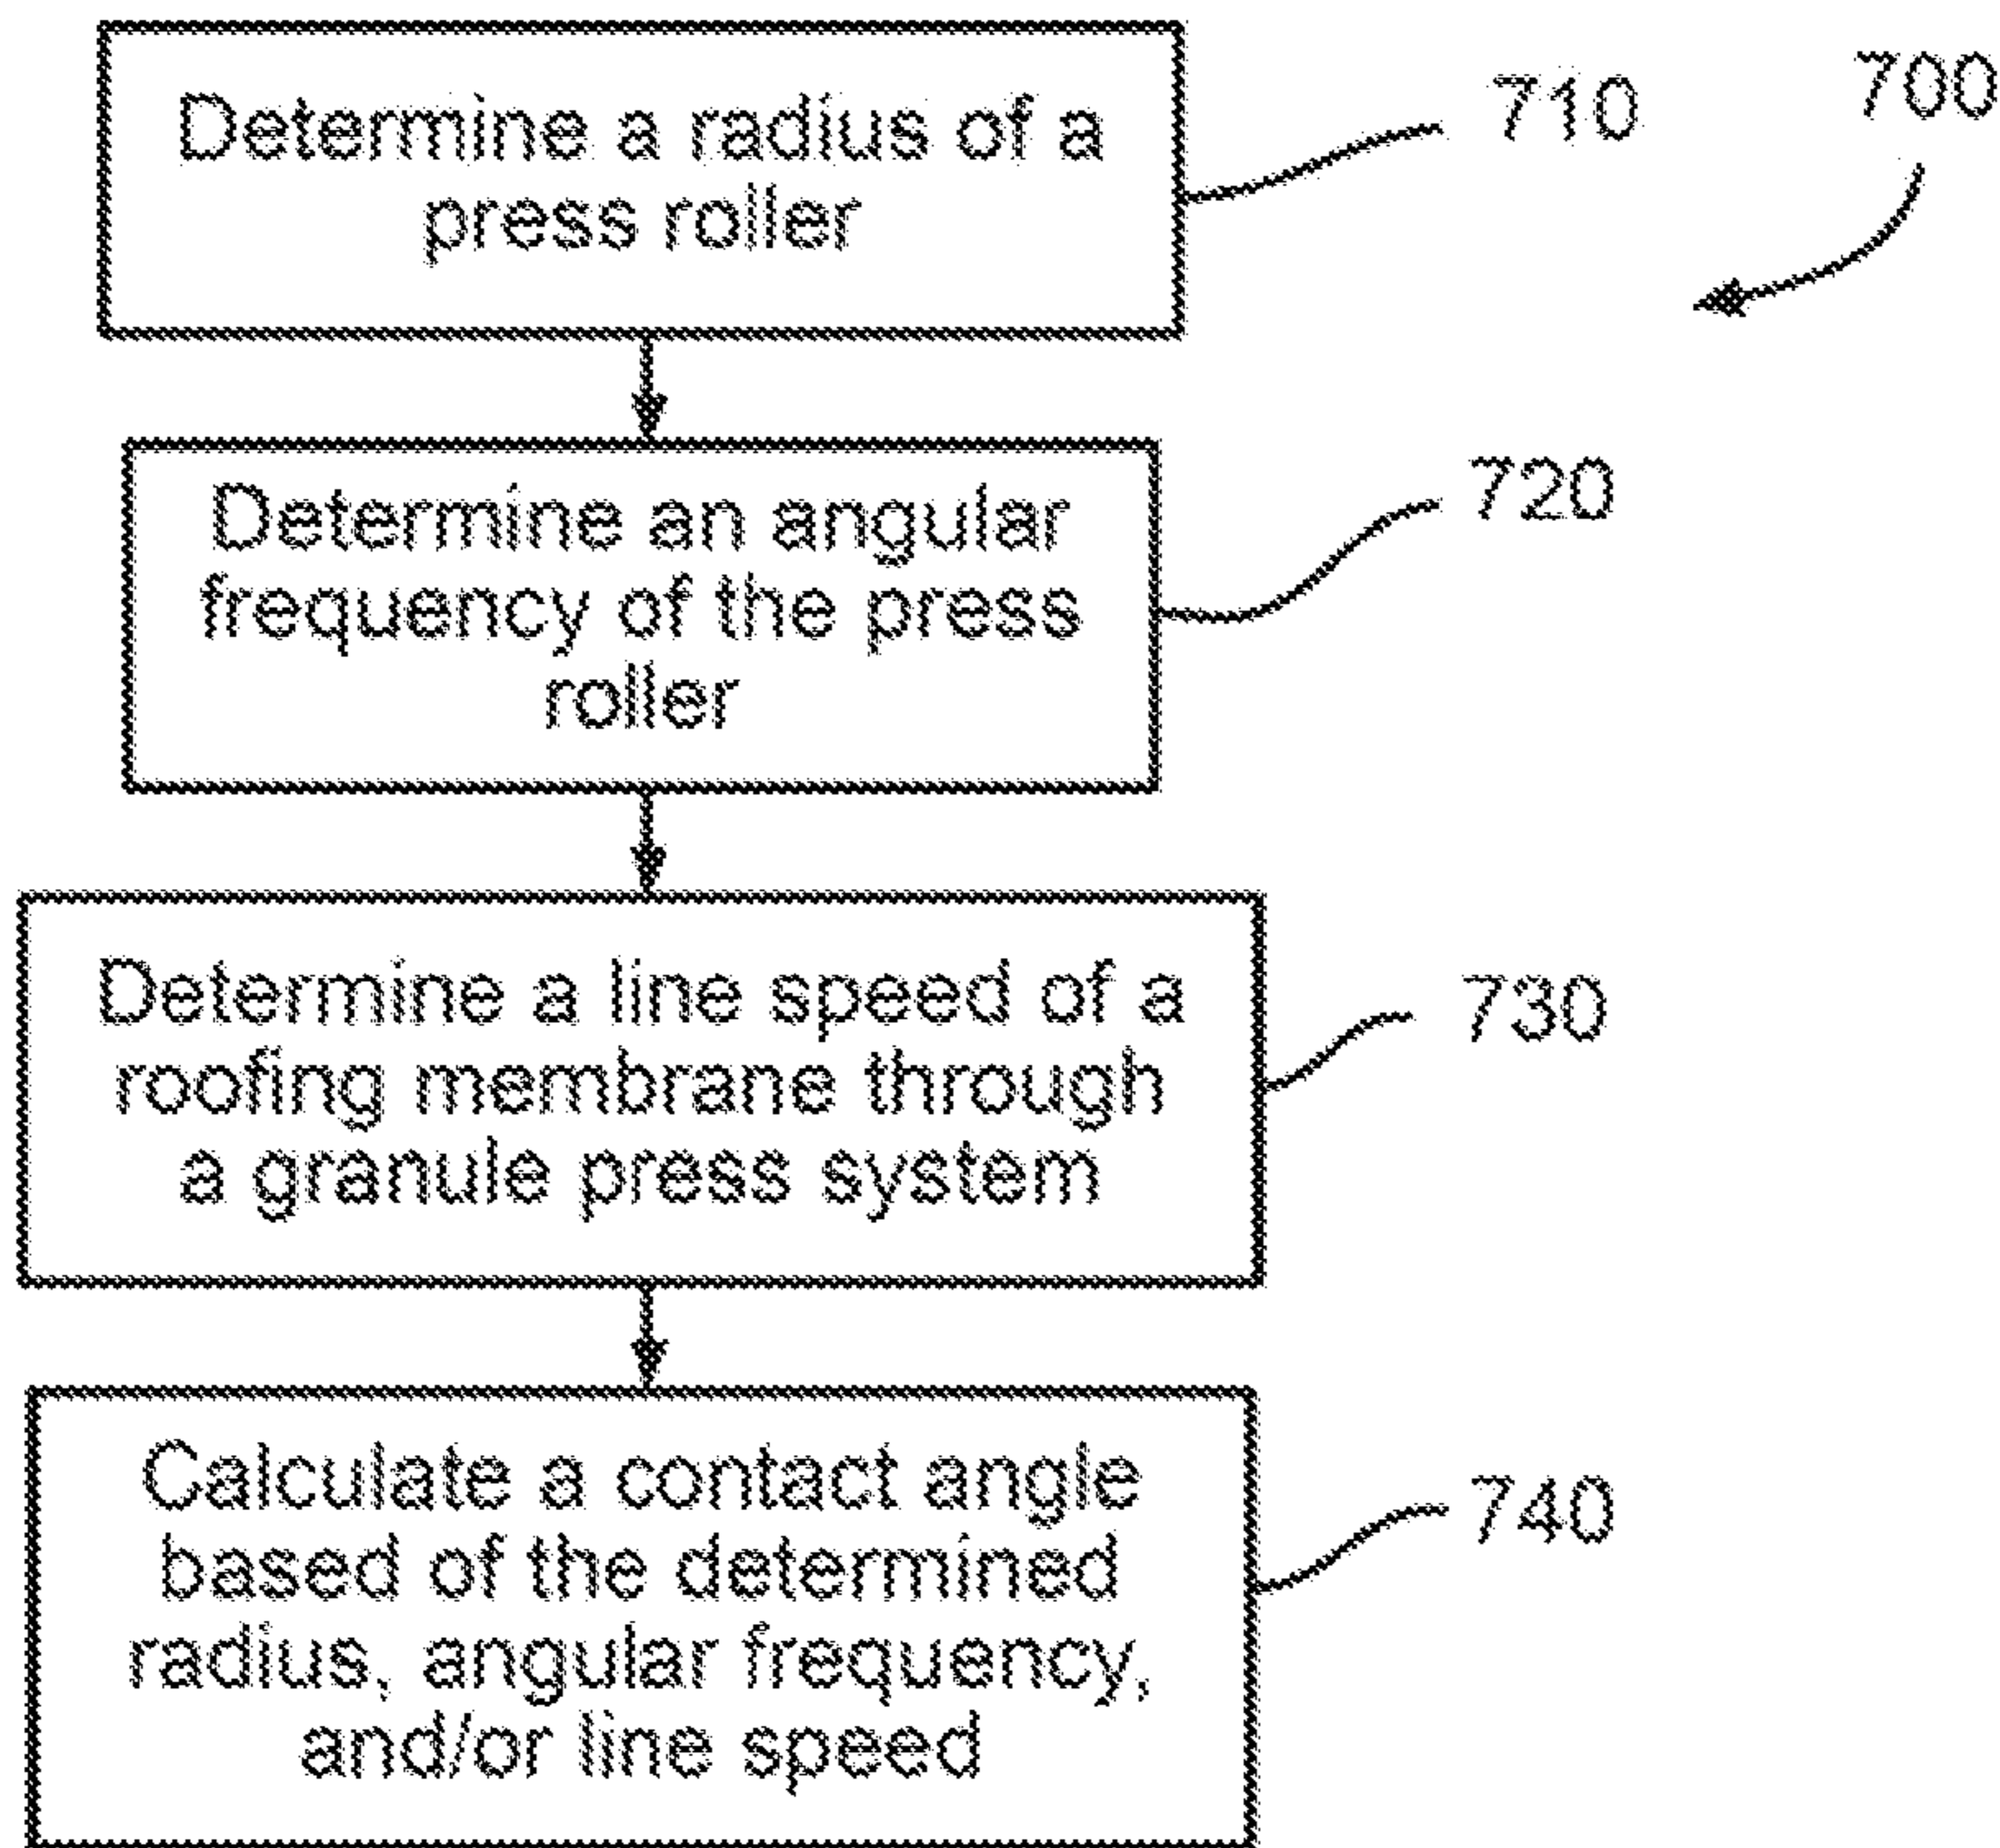 Determine a radius of a
press roller
710
700
Determine an angular
frequency of the press
roller
720
Determine a line speed of a
roofing membrane through
a granule press system
730
Calculate a contact angle
based of the determined
radius, angular frequency,
and/or line speed
740